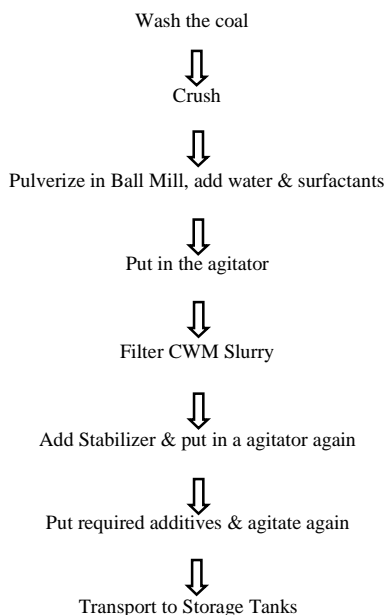 Wash the coal
Crush
Pulverize in Ball Mill, add water & surfactants
Put in the agitator
Filter CWM Slurry
Add Stabilizer & put in a agitator again
Put required additives & agitate again
Transport to Storage Tanks